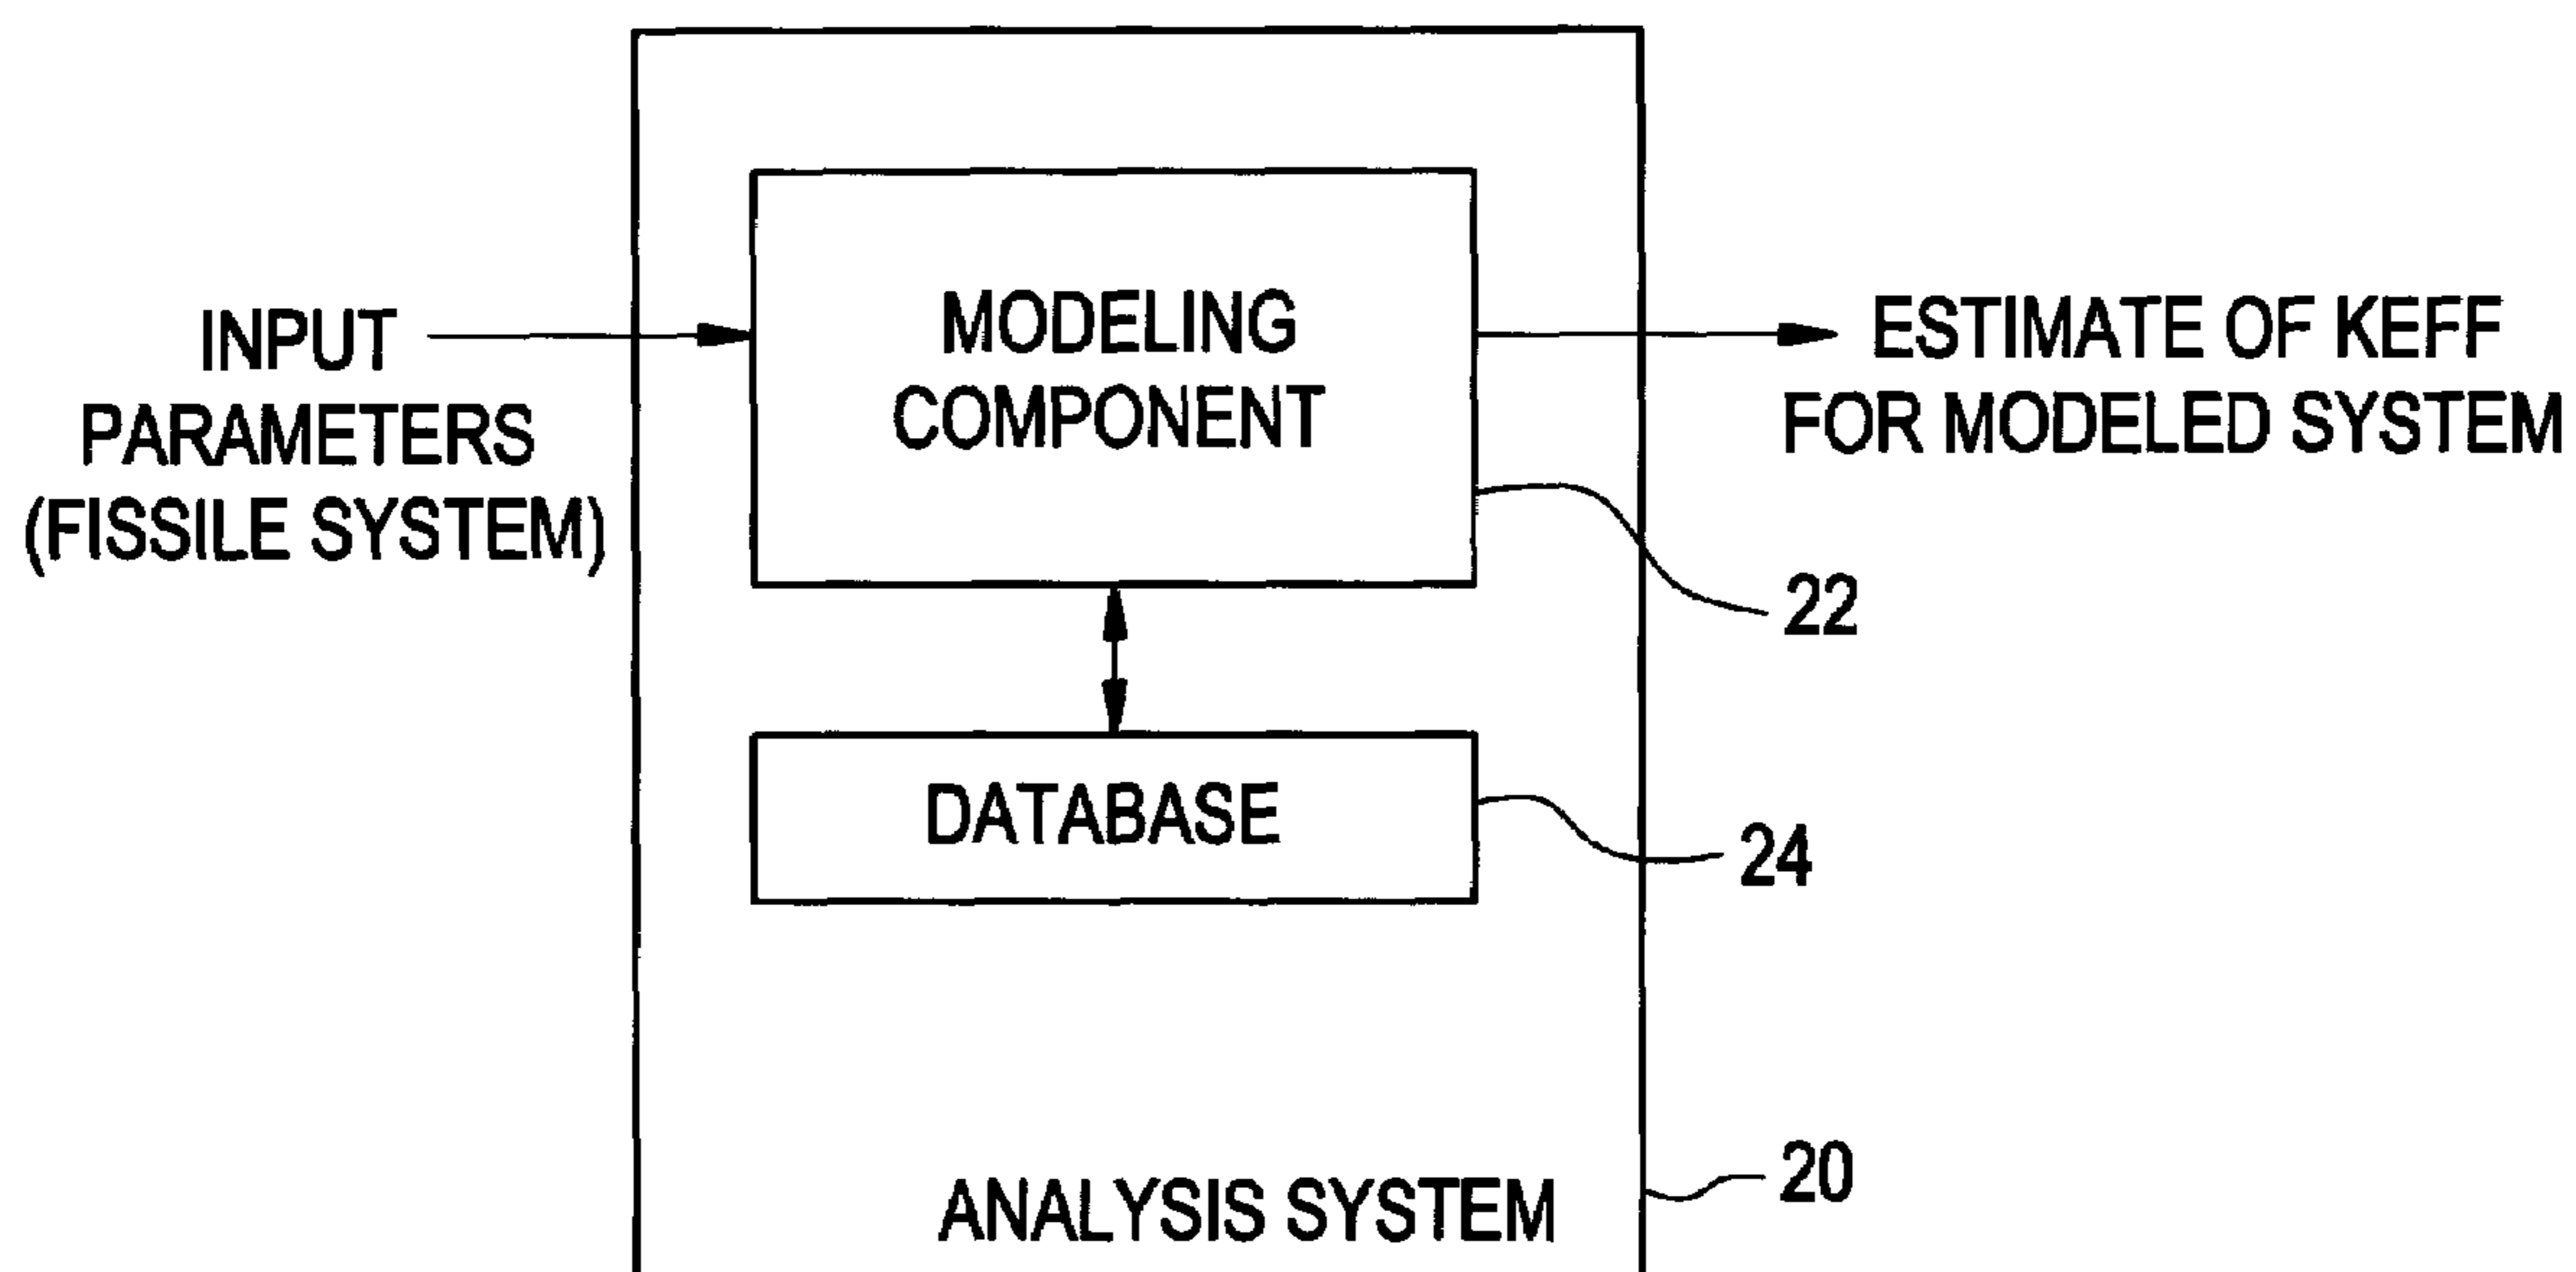 INPUT
PARAMETERS
(FISSILE SYSTEM)
MODELING
COMPONENT
ESTIMATE OF KEFF
FOR MODELED SYSTEM
22
DATABASE
24
ANALYSIS SYSTEM
20